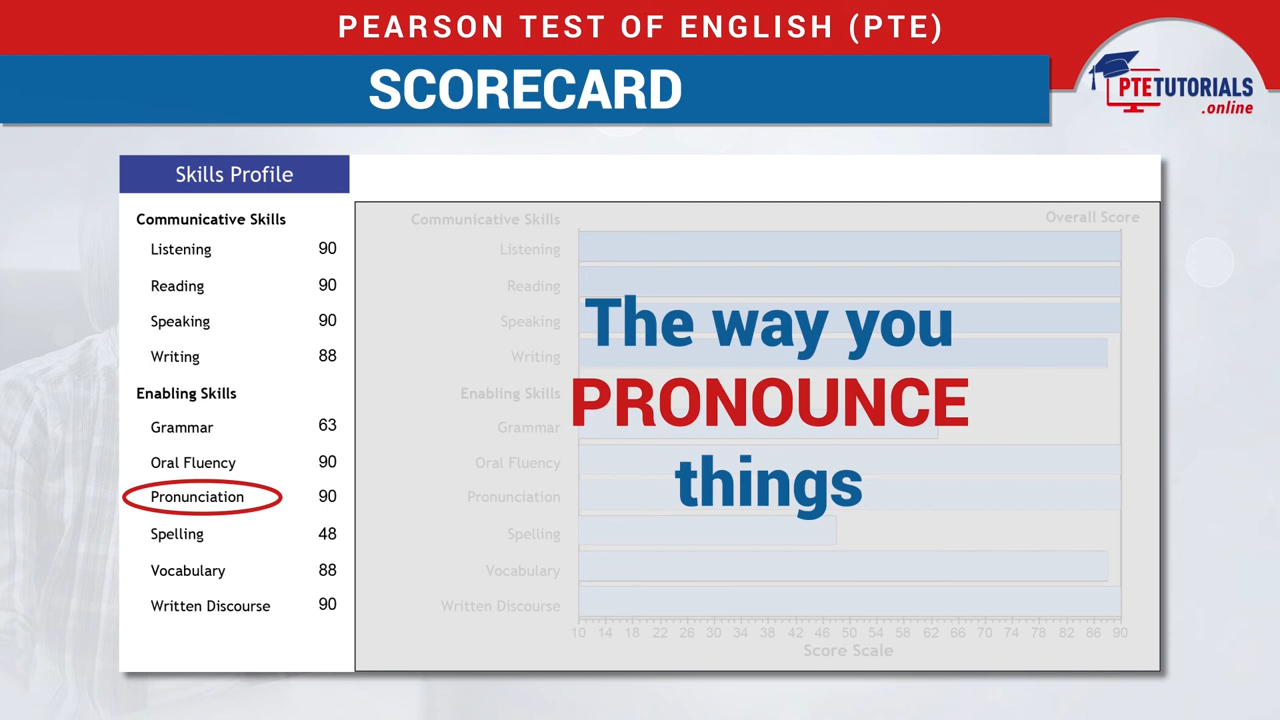 PEARSON TEST OF ENGLISH (PTE)
SCORECARD
PTETUTORIALS
.online
Skills Profile
Communicative Skills
Listening 90
Reading 90
Speaking 90
Writing 88
Enabling Skills
Grammar 63
Oral Fluency 90
Pronunciation 90
Spelling 48
Vocabulary 88
Written Discourse 90
Communicative Skills
Overall Score
Listening
Reading
Speaking
Writing
Enabling Skills
Grammar
Oral Fluency
Pronunciation
Spelling
Vocabulary
Written Discourse
10 14 18 22 26 30 34 38 42 46 50 54 58 62 66 70 74 78 82 86 90
Score Scale
The way you
PRONOUNCE
things